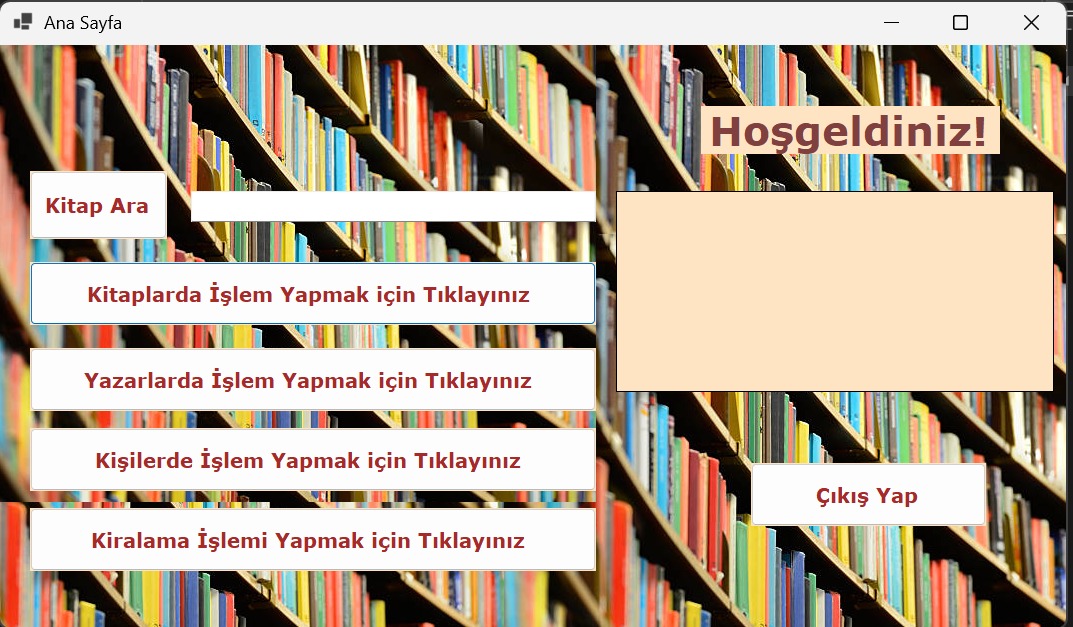 Ana Sayfa
Hoşgeldiniz!
Kitap Ara
Kitaplarda İşlem Yapmak için Tıklayınız
Yazarlarda İşlem Yapmak için Tıklayınız
Kişilerde İşlem Yapmak için Tıklayınız
Kiralama İşlemi Yapmak için Tıklayınız
Çıkış Yap